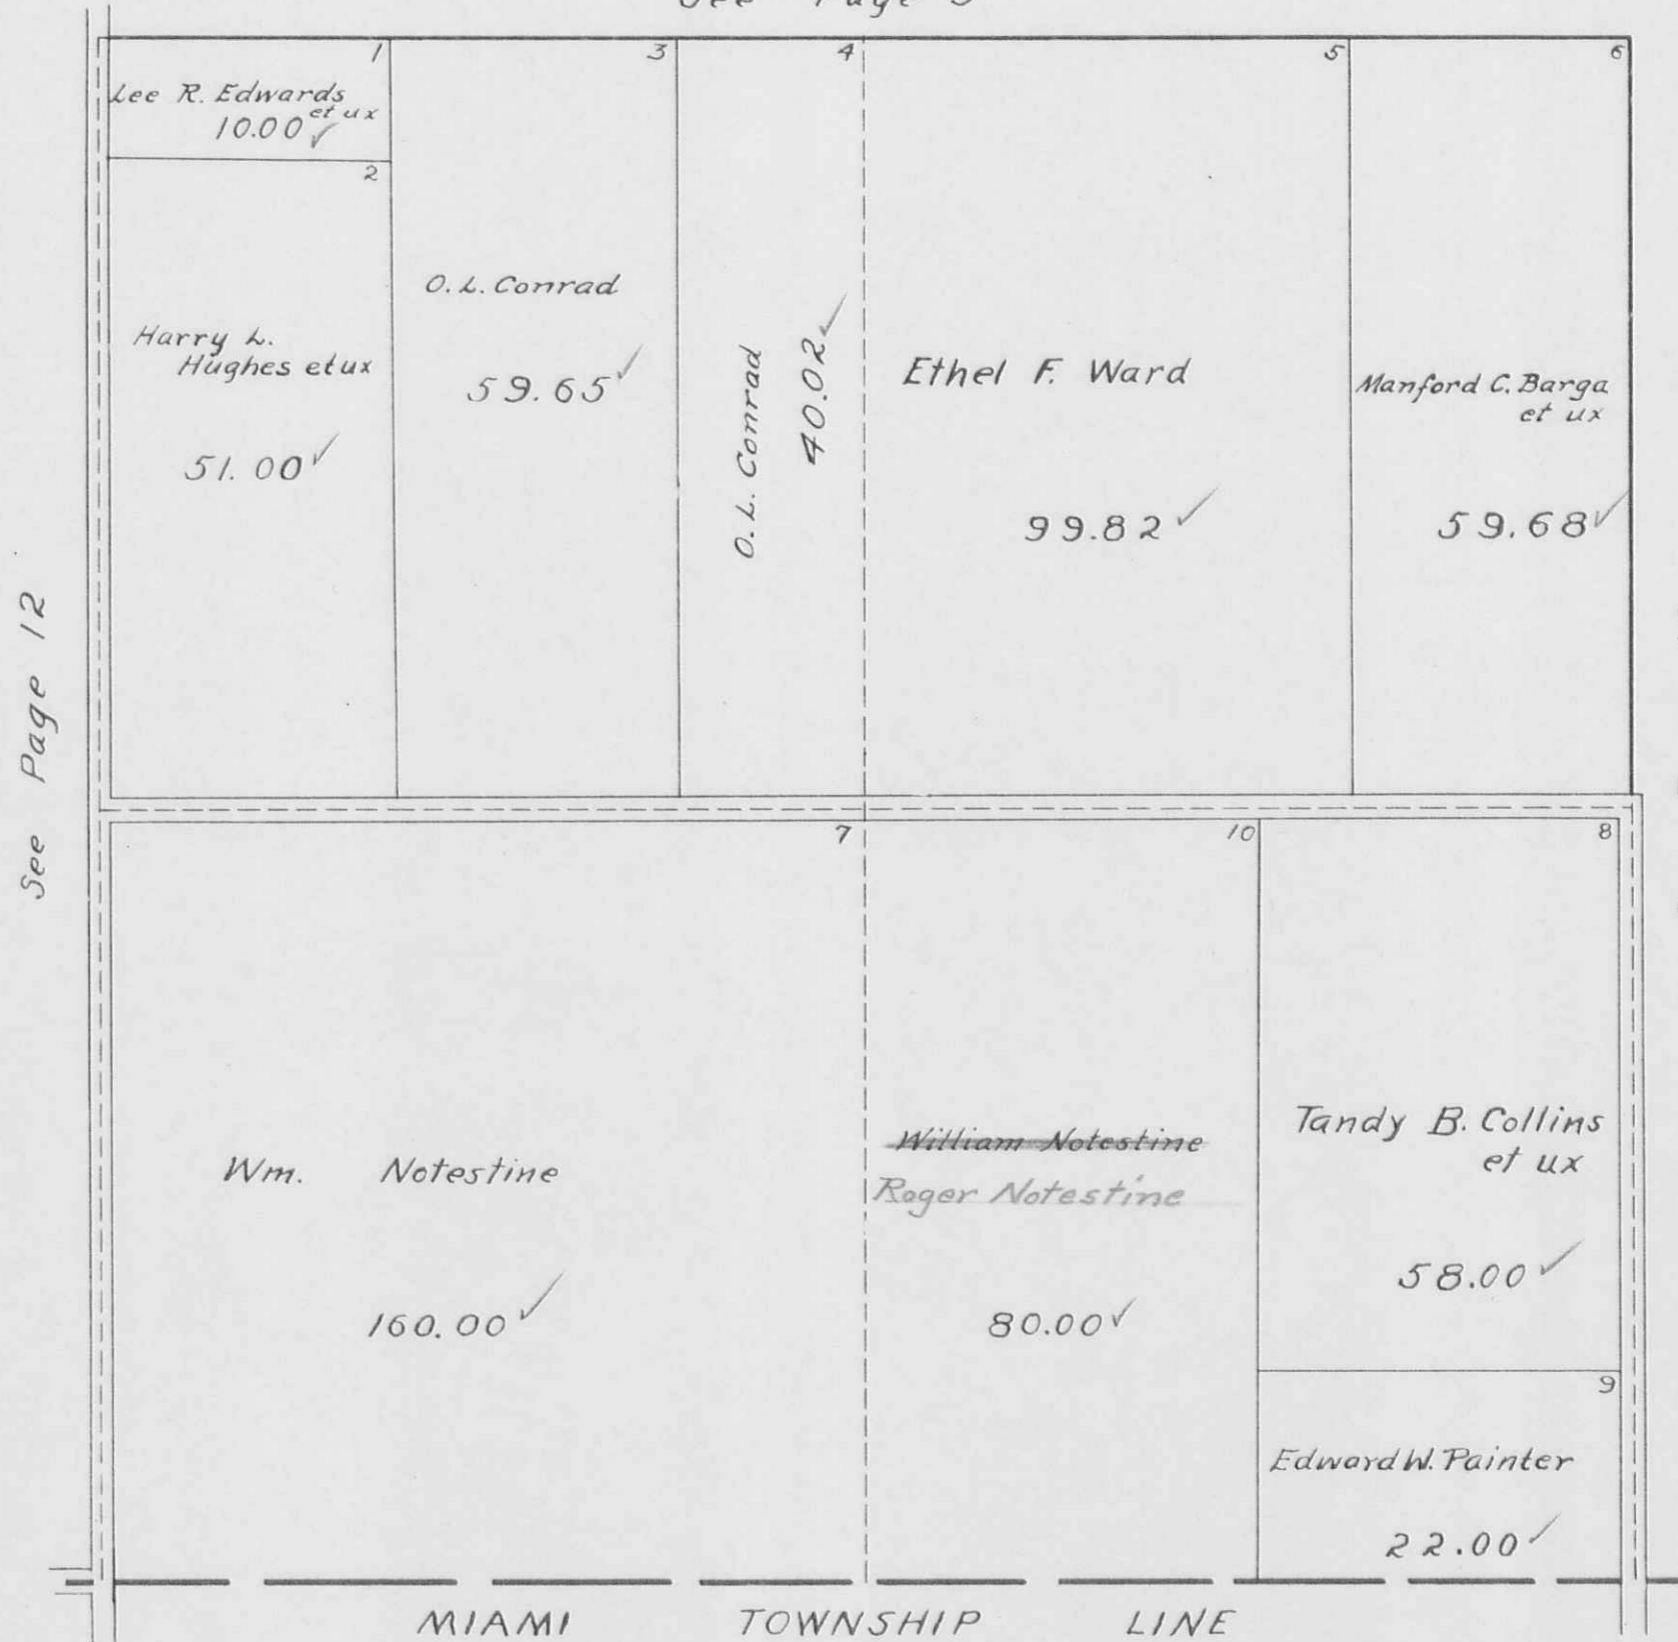 See Page
1
3
4
5
6
Lee R. Edwards
et ux
10.00 ✓
2
Harry L.
Hughes et ux
51.00 ✓
O. L. Conrad
59.65 ✓
O. L. Conrad
40.02 ✓
Ethel F. Ward
99.82 ✓
Manford C. Barga
et ux
59.68 ✓
See Page 12
7
10
8
Wm. Notestine
160.00 ✓
William Notestine
Roger Notestine
80.00 ✓
Tandy B. Collins
et ux
58.00 ✓
9
Edward W. Painter
22.00 ✓
MIAMI TOWNSHIP LINE